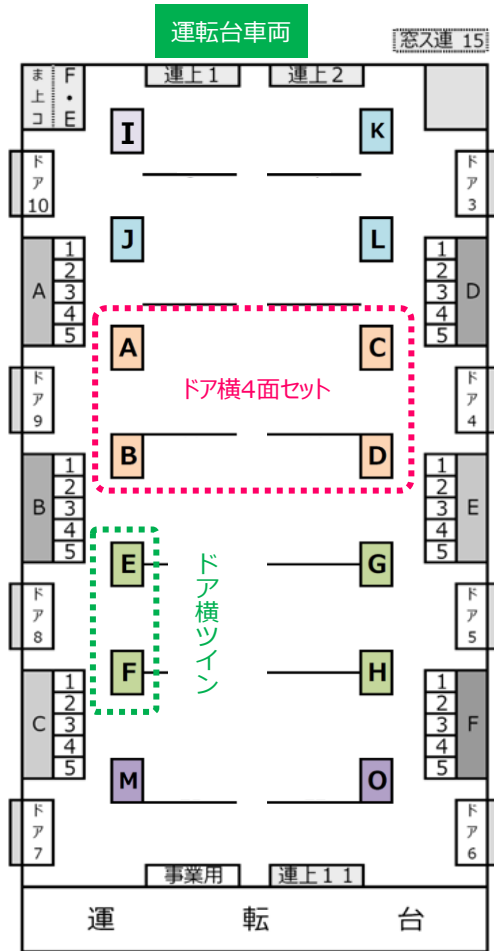 運転台車両
窓ス連 15
ま上コ
F・E
連上1
連上2
I
K
ドア10
ドア3
J
L
A
1
2
3
4
5
1
2
3
4
5
D
A
C
ドア横4面セット
ドア9
ドア4
B
D
B
1
2
3
4
5
1
2
3
4
5
E
E
G
ドア横ツイン
ドア8
ドア5
F
H
C
1
2
3
4
5
1
2
3
4
5
F
M
O
ドア7
ドア6
事業用
連上11
運転台